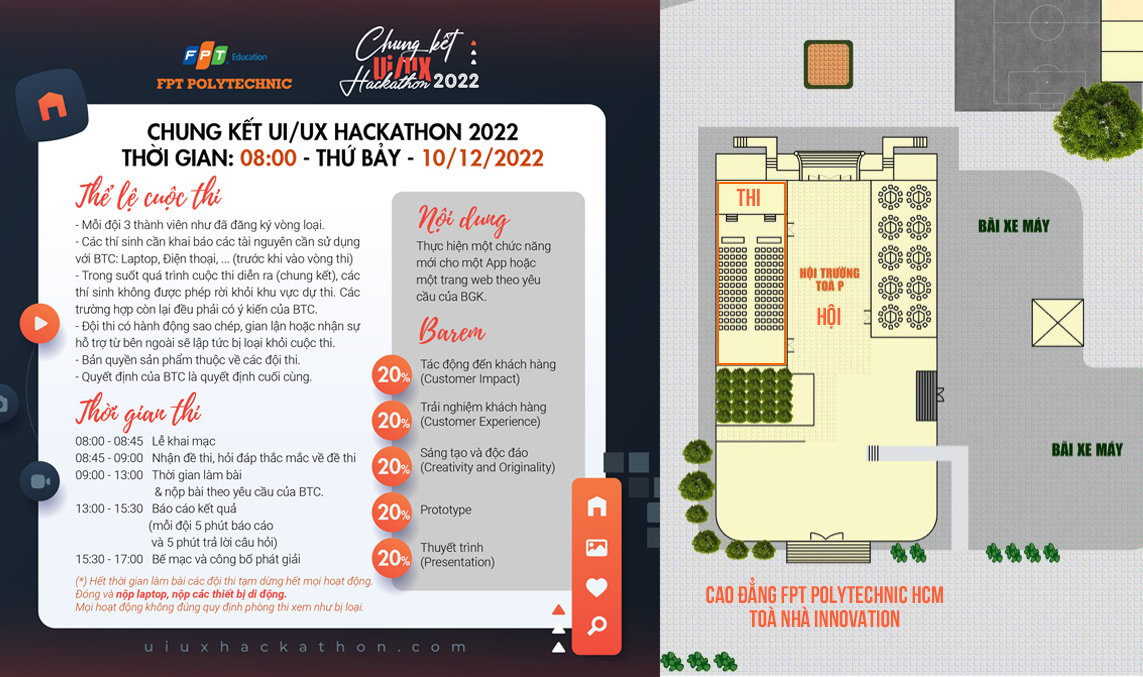 FPT Education
FPT POLYTECHNIC
Chung kết
Ui/UX
Hackathon 2022
CHUNG KẾT UI/UX HACKATHON 2022
THỜI GIAN: 08:00 - THỨ BẢY - 10/12/2022
Thể lệ cuộc thi
- Mỗi đội 3 thành viên như đã đăng ký vòng loại.
- Các thí sinh cần khai báo các tài nguyên cần sử dụng
với BTC: Laptop, Điện thoại, ... (trước khi vào vòng thi)
- Trong suốt quá trình cuộc thi diễn ra (chung kết), các
thí sinh không được phép rời khỏi khu vực dự thi. Các
trường hợp còn lại đều phải có ý kiến của BTC.
- Đội thi có hành động sao chép, gian lận hoặc nhận sự
hỗ trợ từ bên ngoài sẽ lập tức bị loại khỏi cuộc thi.
- Bản quyền sản phẩm thuộc về các đội thi.
- Quyết định của BTC là quyết định cuối cùng.
Thời gian thi
08:00 - 08:45 Lễ khai mạc
08:45 - 09:00 Nhận đề thi, hỏi đáp thắc mắc về đề thi
09:00 - 13:00 Thời gian làm bài
& nộp bài theo yêu cầu của BTC.
13:00 - 15:30 Báo cáo kết quả
(mỗi đội 5 phút báo cáo
và 5 phút trả lời câu hỏi)
15:30 - 17:00 Bế mạc và công bố phát giải
(*) Hết thời gian làm bài các đội thi tạm dừng hết mọi hoạt động.
Đóng và nộp laptop, nộp các thiết bị di động.
Mọi hoạt động không đúng quy định phòng thi xem như bị loại.
Nội dung
Thực hiện một chức năng
mới cho một App hoặc
một trang web theo yêu
cầu của BGK.
Barem
20% Tác động đến khách hàng
(Customer Impact)
20% Trải nghiệm khách hàng
(Customer Experience)
20% Sáng tạo và độc đáo
(Creativity and Originality)
20% Prototype
20% Thuyết trình
(Presentation)
uiuxhackathon.com
THI
HỘI TRƯỜNG
TOÀ P
HỘI
BÃI XE MÁY
BÃI XE MÁY
CAO ĐẲNG FPT POLYTECHNIC HCM
TOÀ NHÀ INNOVATION